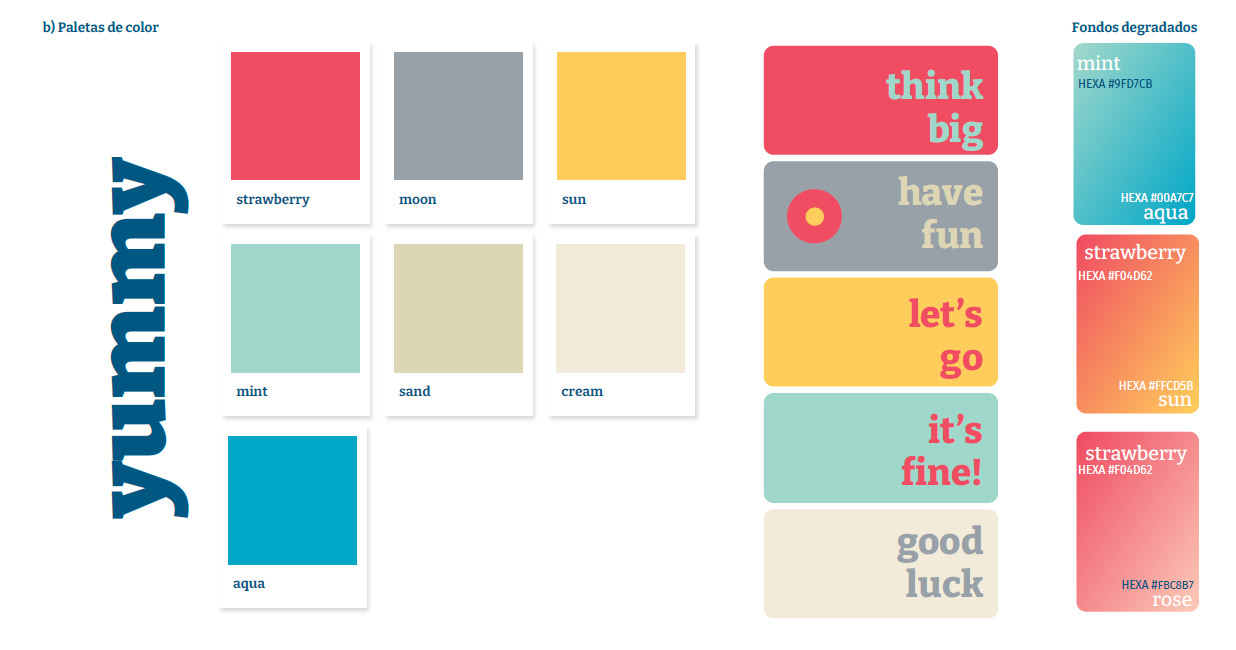 b) Paletas de color
yummy
strawberry
moon
sun
mint
sand
cream
aqua
think
big
have
fun
let's
go
it's
fine!
good
luck
Fondos degradados
mint
HEXA #9FD7CB
HEXA #00A7C7
aqua
strawberry
HEXA #F04D62
HEXA #FFCD5B
sun
strawberry
HEXA #F04D62
HEXA #FBC8B7
rose